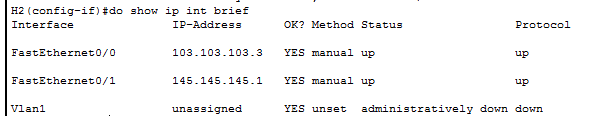 H2(config-if)#do show ip int brief
Interface IP-Address OK? Method Status Protocol
FastEthernet0/0 103.103.103.3 YES manual up up
FastEthernet0/1 145.145.145.1 YES manual up up
Vlan1 unassigned YES unset administratively down down